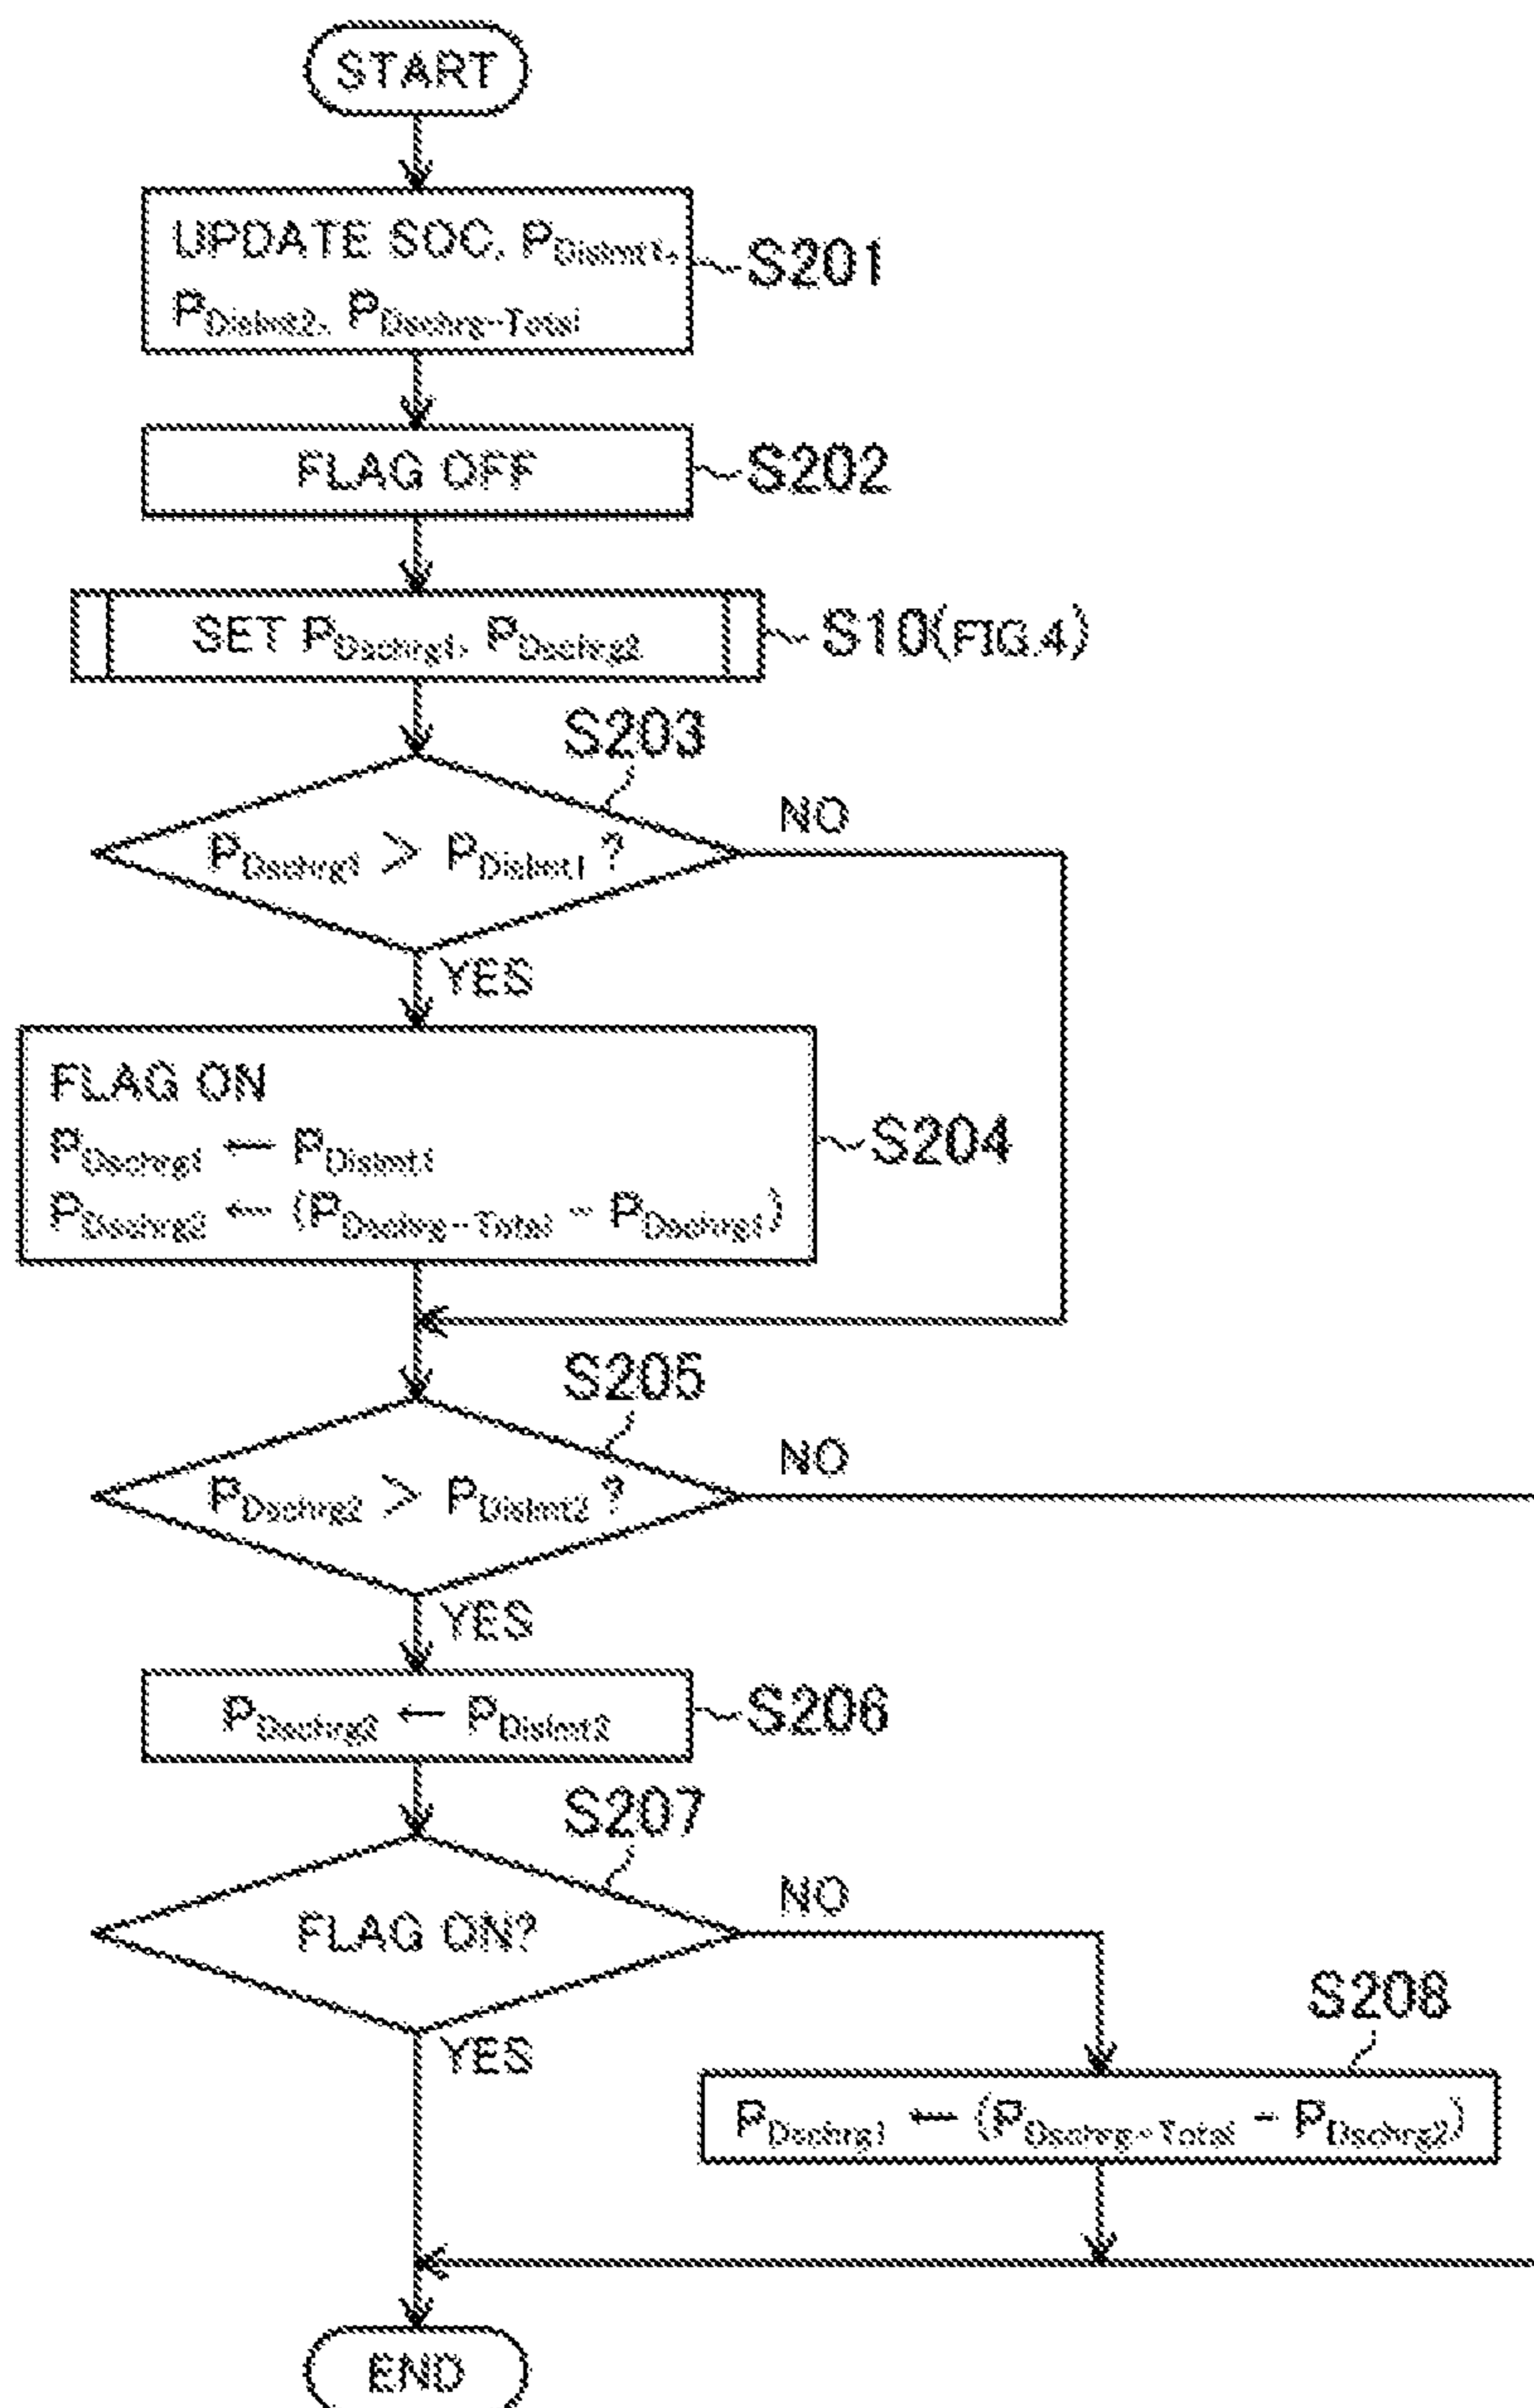 START
UPDATE SOC, PDislmt1,
PDislmt2, PDschrg-Total
S201
FLAG OFF
S202
SET PDschrg1, PDschrg2
S10(FIG.4)
S203
PDschrg1 > PDislmt1 ?
NO
YES
FLAG ON
PDschrg1 ← PDislmt1
PDschrg2 ← (PDschrg-Total - PDschrg1)
S204
S205
PDschrg2 > PDislmt2 ?
NO
YES
PDschrg2 ← PDislmt2
S206
S207
FLAG ON?
NO
YES
S208
PDschrg1 ← (PDschrg-Total - PDschrg2)
END